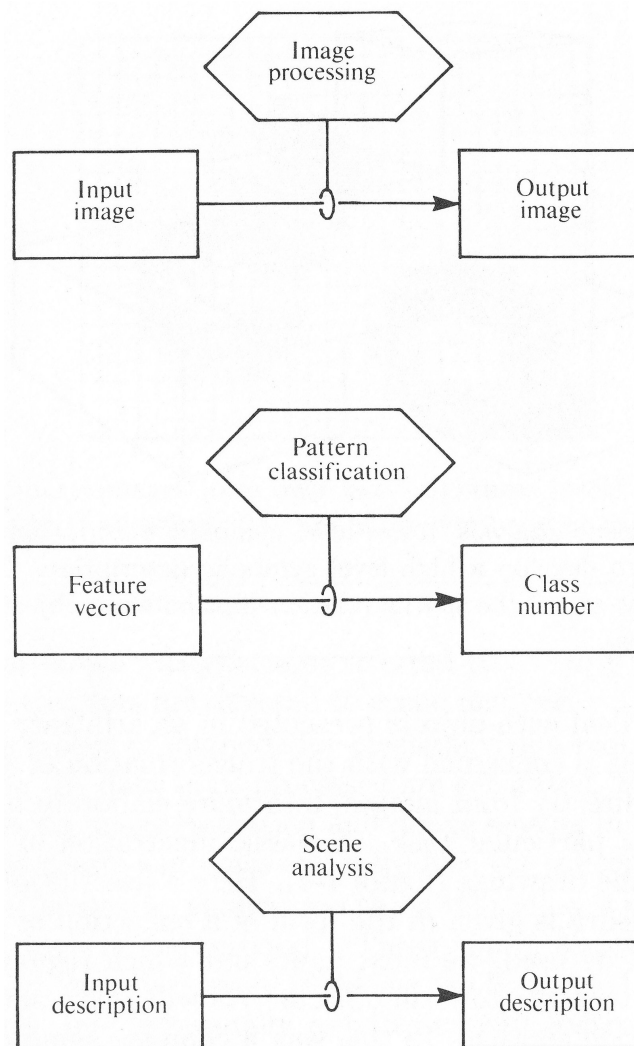 Image
processing
Input
image
Output
image
Pattern
classification
Feature
vector
Class
number
Scene
analysis
Input
description
Output
description